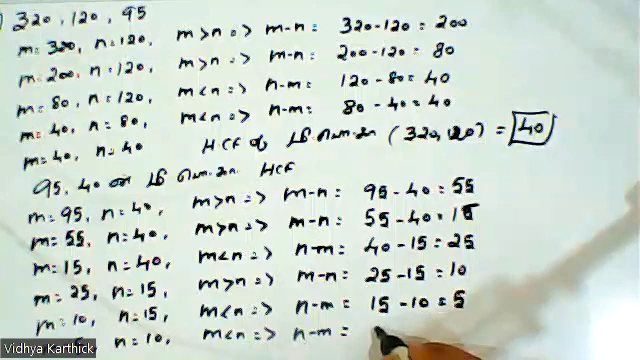 320, 120, 95
m = 320, n = 120, m > n => m-n = 320-120 = 200
m = 200, n = 120, m > n => m-n = 200-120 = 80
m = 80, n = 120, m < n => n-m = 120-80 = 40
m = 40, n = 80, m < n => n-m = 80-40 = 40
m = 40, n = 40 HCF of (320, 120) = 40
95, 40 HCF
m = 95, n = 40, m > n => m-n = 95-40 = 55
m = 55, n = 40, m > n => m-n = 55-40 = 15
m = 15, n = 40, m < n => n-m = 40-15 = 25
m = 25, n = 15, m > n => m-n = 25-15 = 10
m = 10, n = 15, m < n => n-m = 15-10 = 5
n = 10, m < n => n-m =
Vidhya Karthick